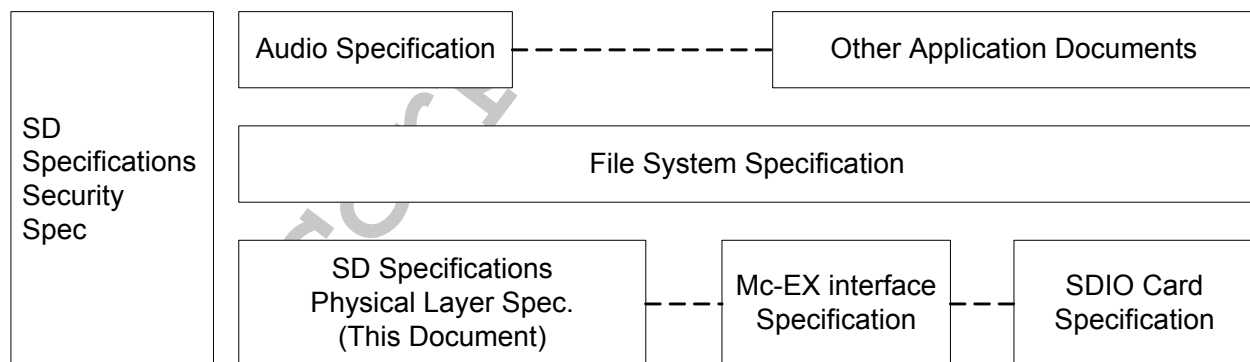 SD
Specifications
Security
Spec
Audio Specification
Other Application Documents
File System Specification
SD Specifications
Physical Layer Spec.
(This Document)
Mc-EX interface
Specification
SDIO Card
Specification